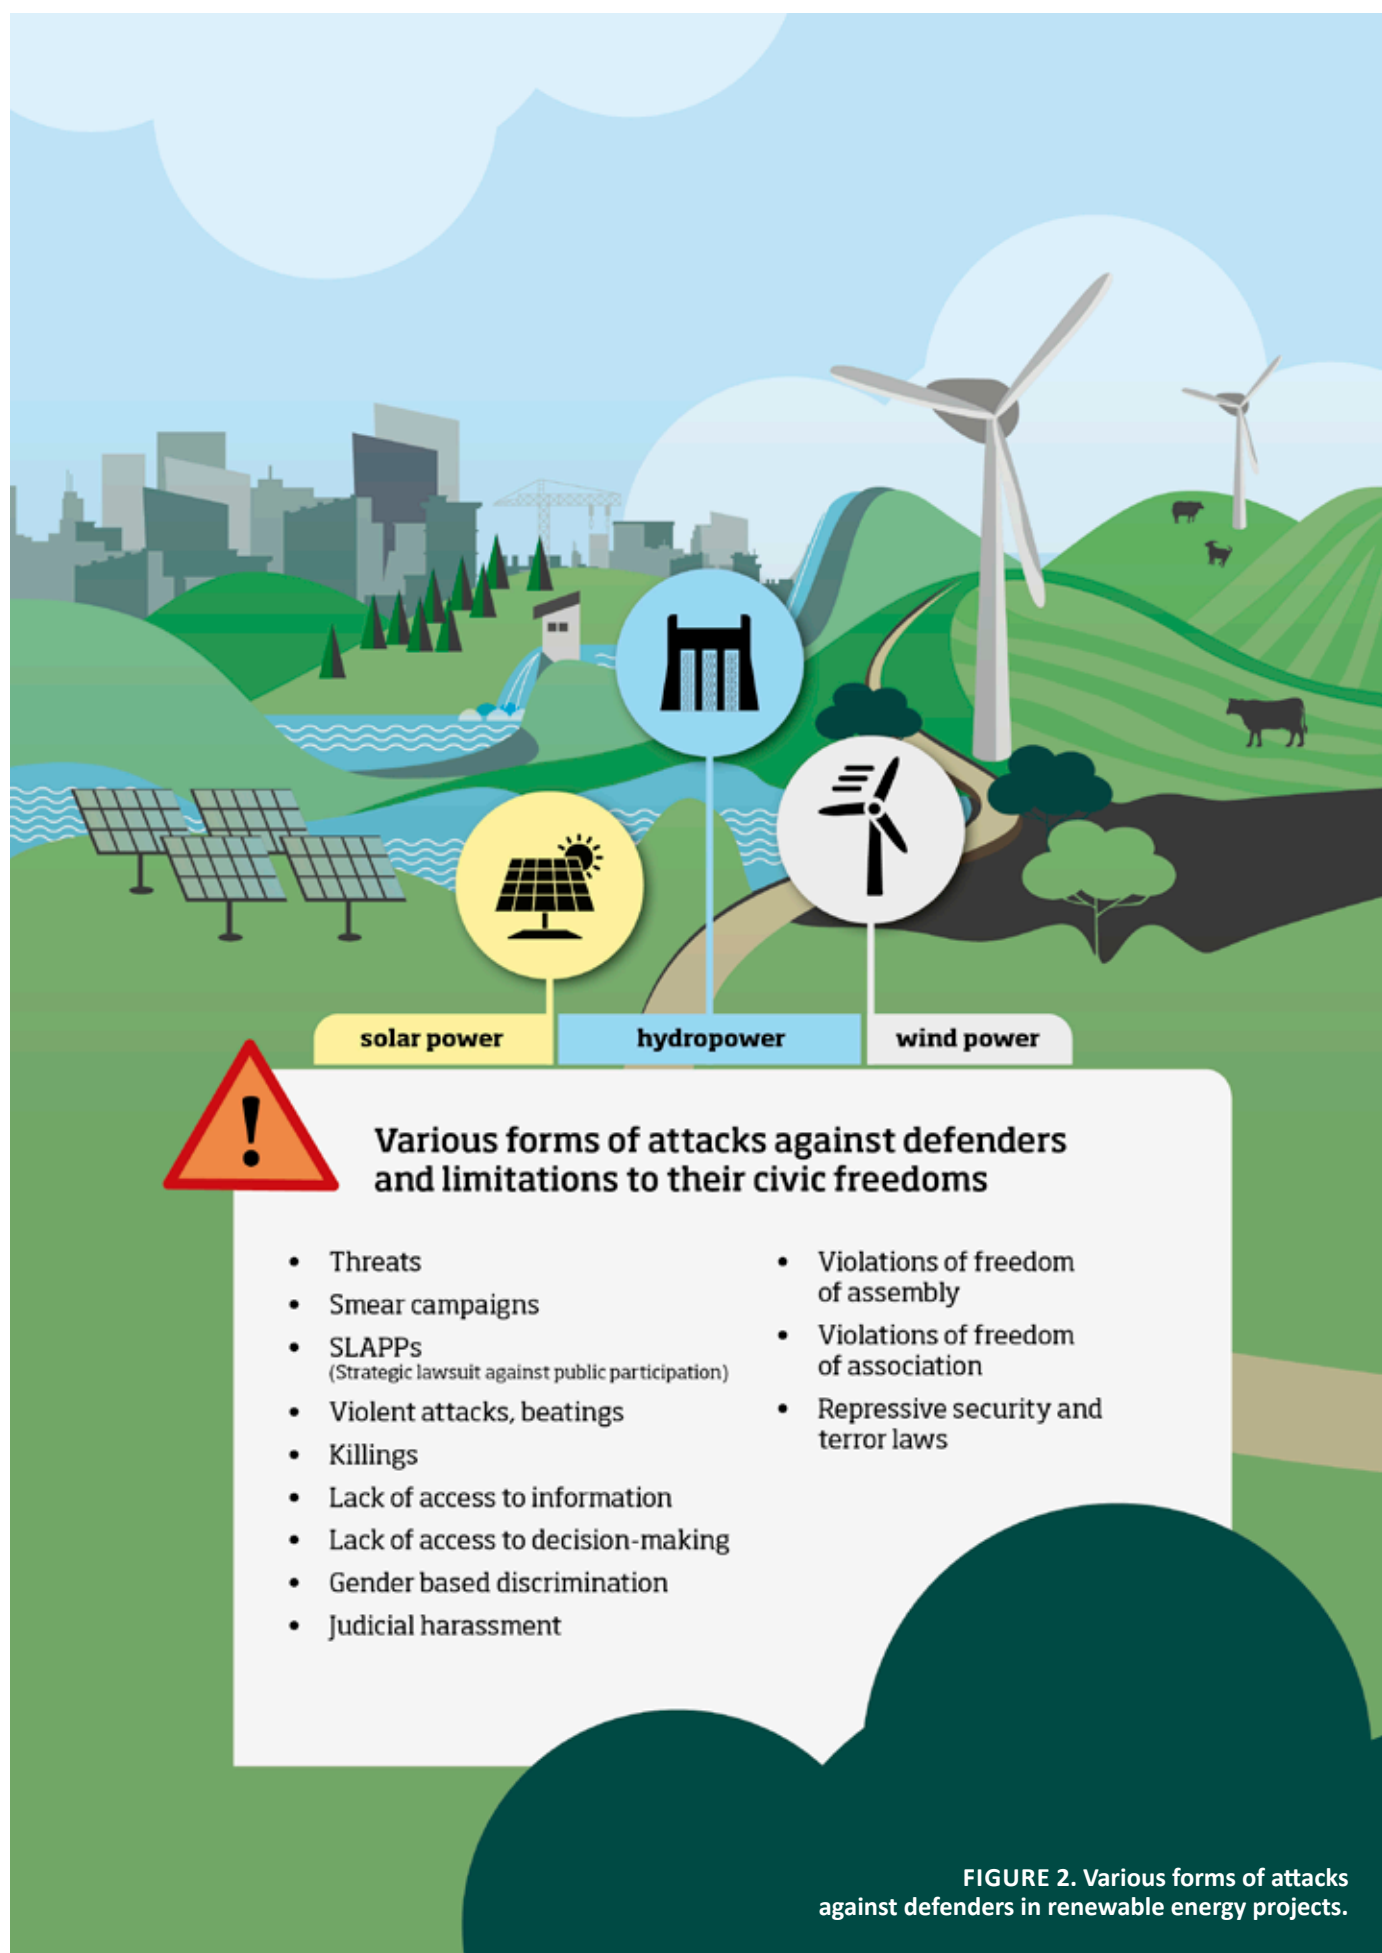 solar power
hydropower
wind power
!
Various forms of attacks against defenders
and limitations to their civic freedoms
• Threats
• Smear campaigns
• SLAPPs
(Strategic lawsuit against public participation)
• Violent attacks, beatings
• Killings
• Lack of access to information
• Lack of access to decision-making
• Gender based discrimination
• Judicial harassment
• Violations of freedom
of assembly
• Violations of freedom
of association
• Repressive security and
terror laws
FIGURE 2. Various forms of attacks
against defenders in renewable energy projects.